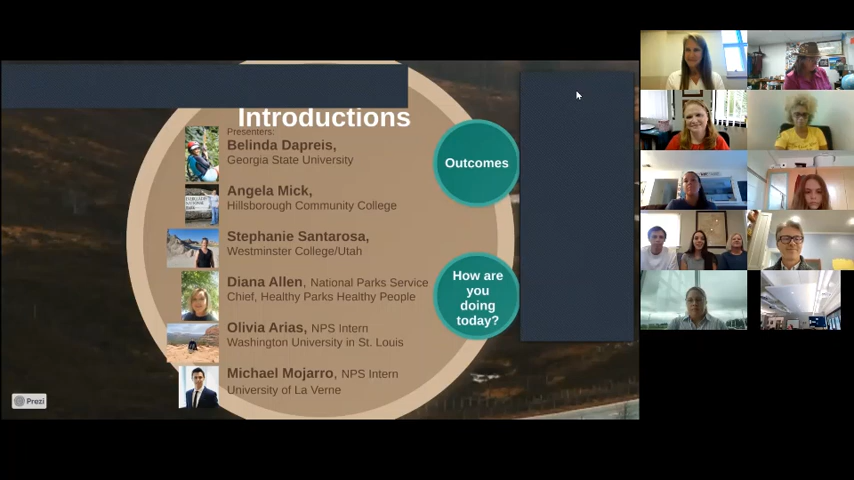 Introductions
Presenters:
Belinda Dapreis,
Georgia State University
Angela Mick,
Hillsborough Community College
Stephanie Santarosa,
Westminster College/Utah
Diana Allen, National Parks Service
Chief, Healthy Parks Healthy People
Olivia Arias, NPS Intern
Washington University in St. Louis
Michael Mojarro, NPS Intern
University of La Verne
Outcomes
How are
you
doing
today?
Prezi